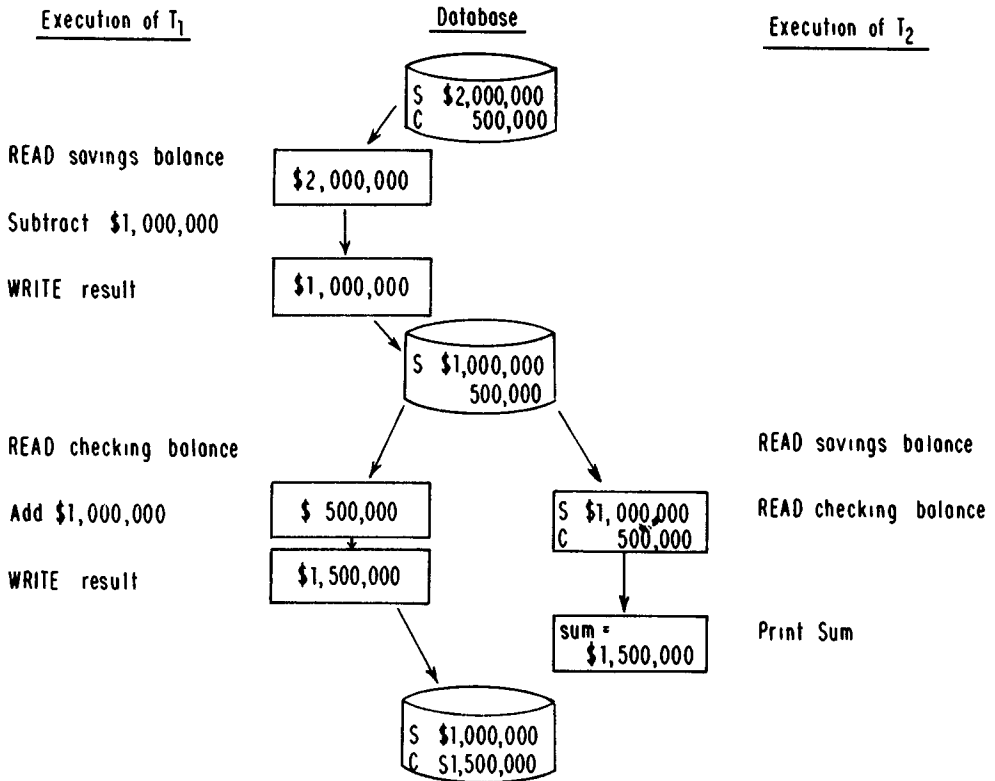 Execution of T1
Database
Execution of T2
S $2,000,000
C 500,000
READ savings balance
$2,000,000
Subtract $1,000,000
WRITE result
$1,000,000
S $1,000,000
500,000
READ checking balance
READ savings balance
Add $1,000,000
$ 500,000
S $1,000,000
C 500,000
READ checking balance
WRITE result
$1,500,000
sum =
$1,500,000
Print Sum
S $1,000,000
C $1,500,000